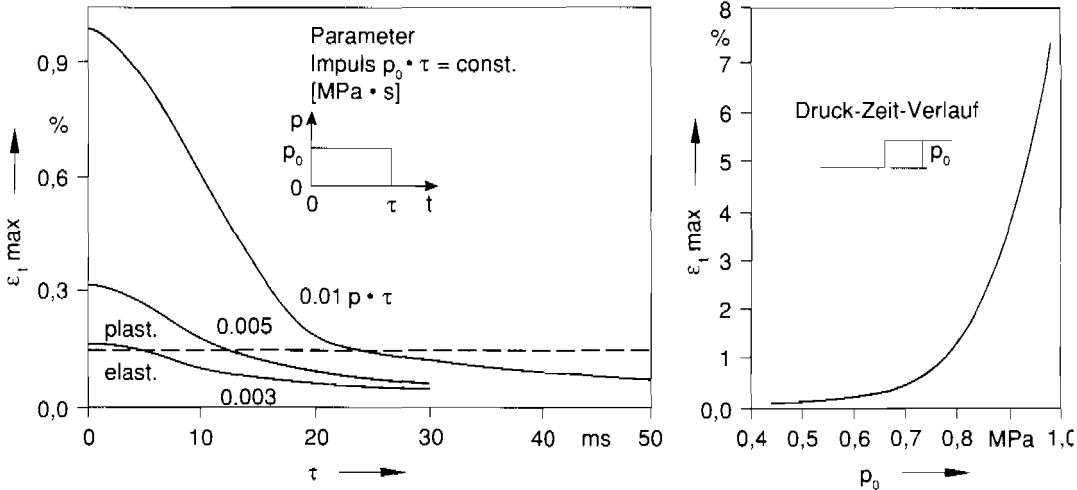 0,9
%
0,6
0,3
0,0
ε_t max
Parameter
Impuls p₀ • τ = const.
[MPa • s]
p
p₀
0
0
τ
t
0.01 p • τ
0.005
0.003
plast.
elast.
0
10
20
30
40
ms
50
τ
8
%
7
6
5
4
3
2
1
0,0
ε_t max
Druck-Zeit-Verlauf
p₀
0,4
0,5
0,6
0,7
0,8
MPa
1,0
p₀